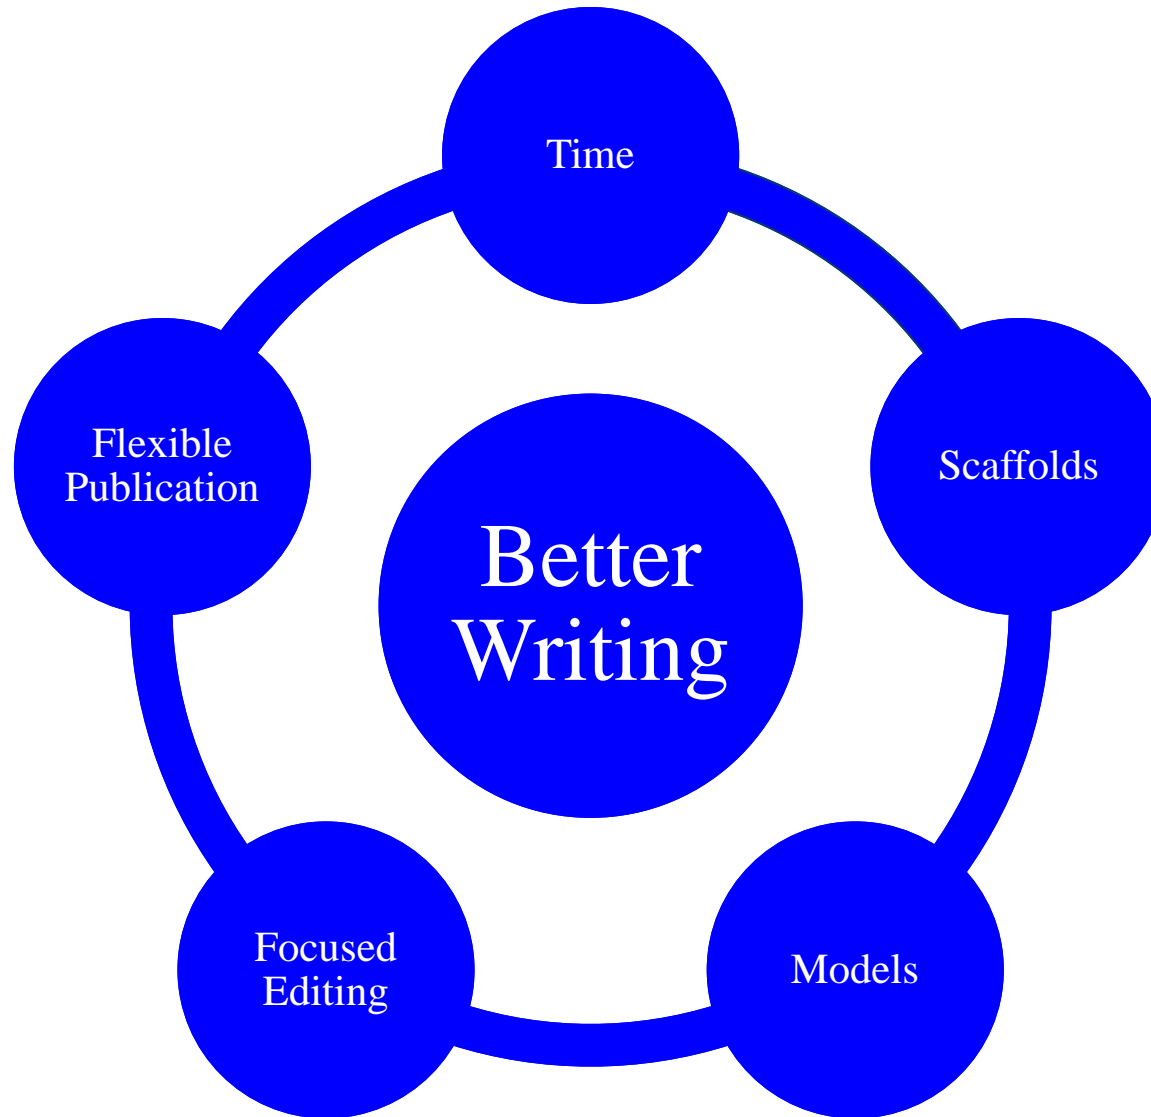 Time
Scaffolds
Models
Focused
Editing
Flexible
Publication
Better
Writing